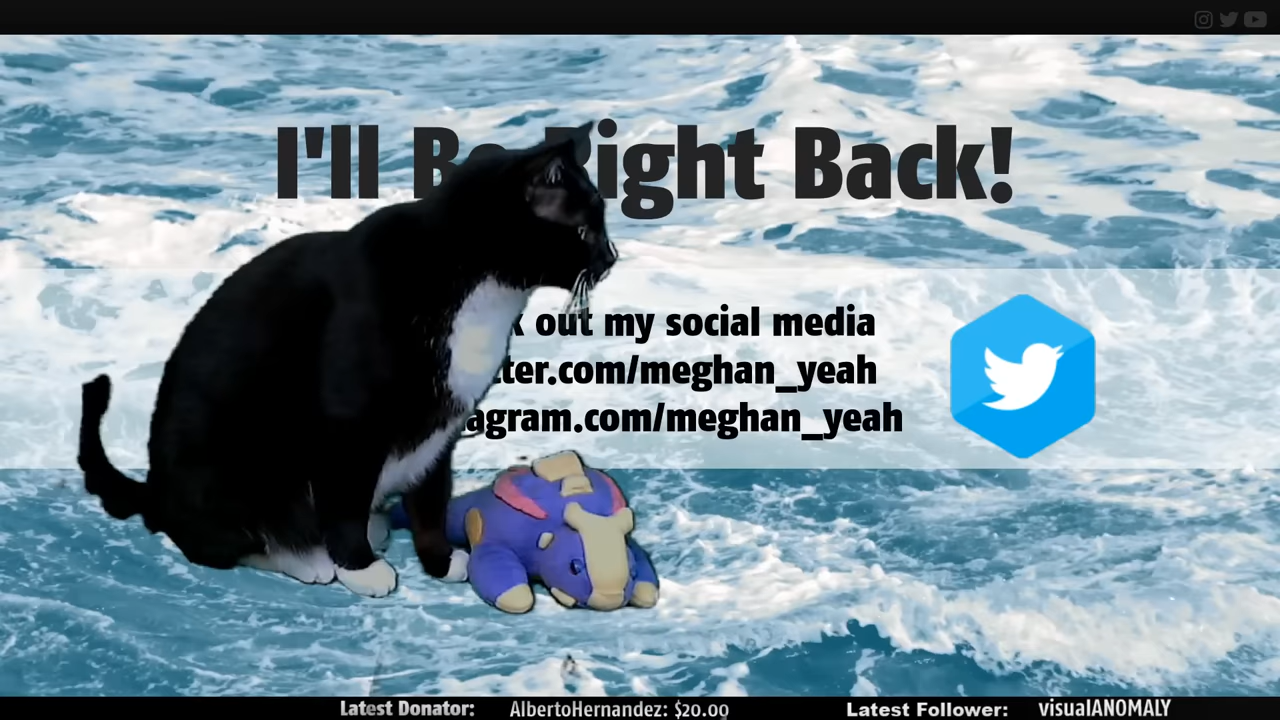 I'll Be Right Back!
k out my social media
tter.com/meghan_yeah
agram.com/meghan_yeah
Latest Donator: AlbertoHernandez: $20.00 Latest Follower: visualANOMALY